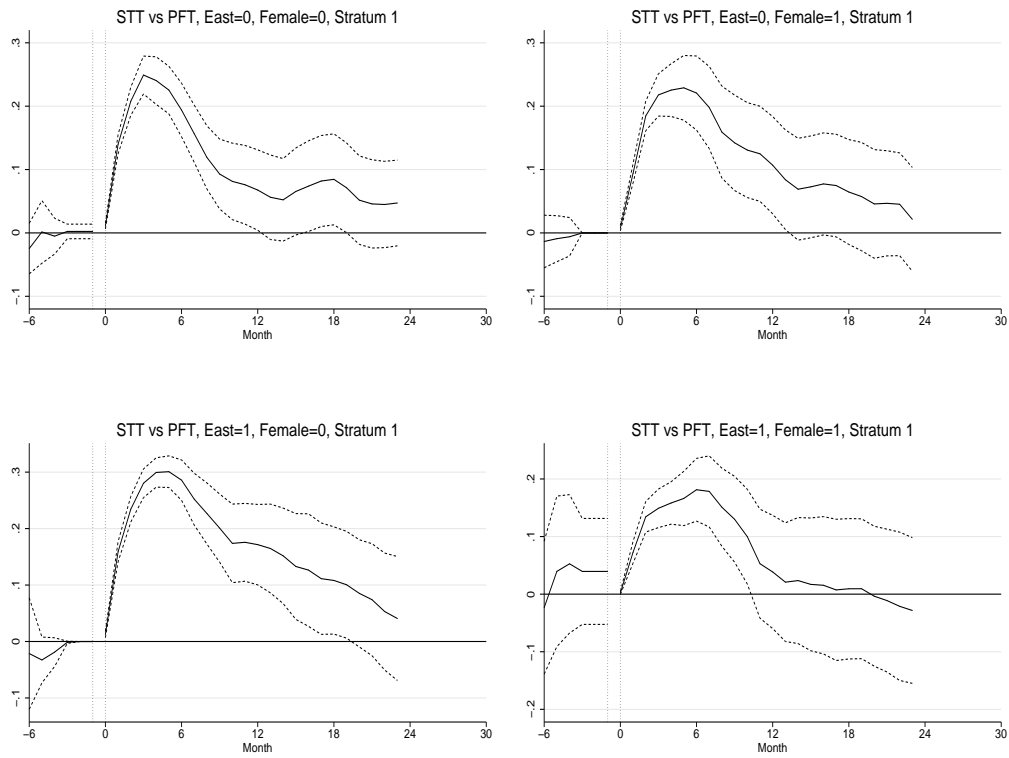 STT vs PFT, East=0, Female=0, Stratum 1
.3
.2
.1
0
−.1
−6 0 6 12 18 24 30
Month
STT vs PFT, East=0, Female=1, Stratum 1
.3
.2
.1
0
−.1
−6 0 6 12 18 24 30
Month
STT vs PFT, East=1, Female=0, Stratum 1
.3
.2
.1
0
−.1
−6 0 6 12 18 24 30
Month
STT vs PFT, East=1, Female=1, Stratum 1
.2
.1
0
−.1
−.2
−6 0 6 12 18 24 30
Month